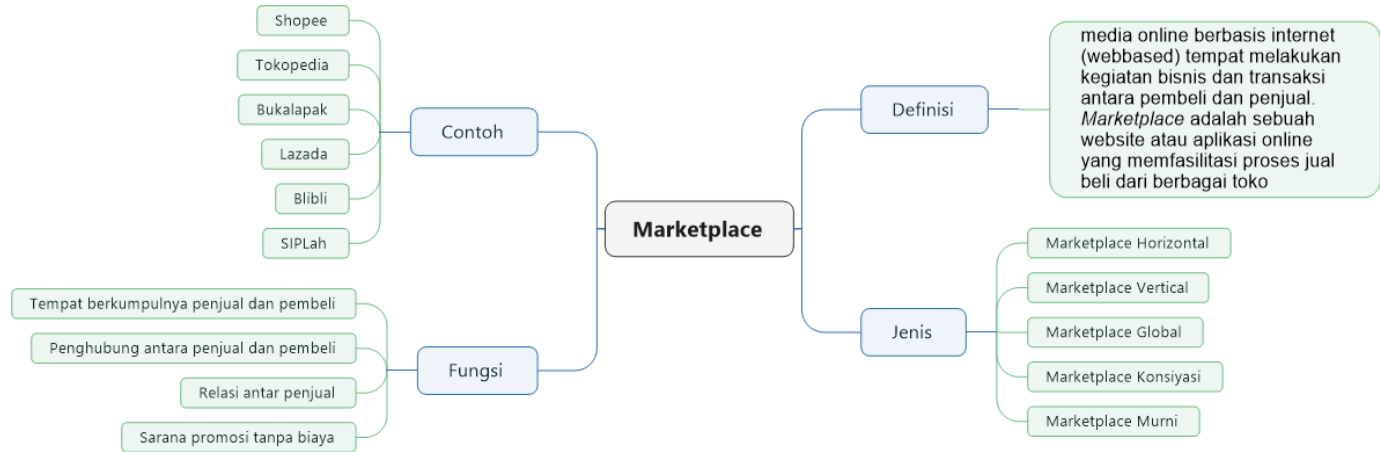 Marketplace
Definisi
media online berbasis internet
(webbased) tempat melakukan
kegiatan bisnis dan transaksi
antara pembeli dan penjual.
Marketplace adalah sebuah
website atau aplikasi online
yang memfasilitasi proses jual
beli dari berbagai toko
Jenis
Marketplace Horizontal
Marketplace Vertical
Marketplace Global
Marketplace Konsiyasi
Marketplace Murni
Contoh
Shopee
Tokopedia
Bukalapak
Lazada
Blibli
SIPLah
Fungsi
Tempat berkumpulnya penjual dan pembeli
Penghubung antara penjual dan pembeli
Relasi antar penjual
Sarana promosi tanpa biaya